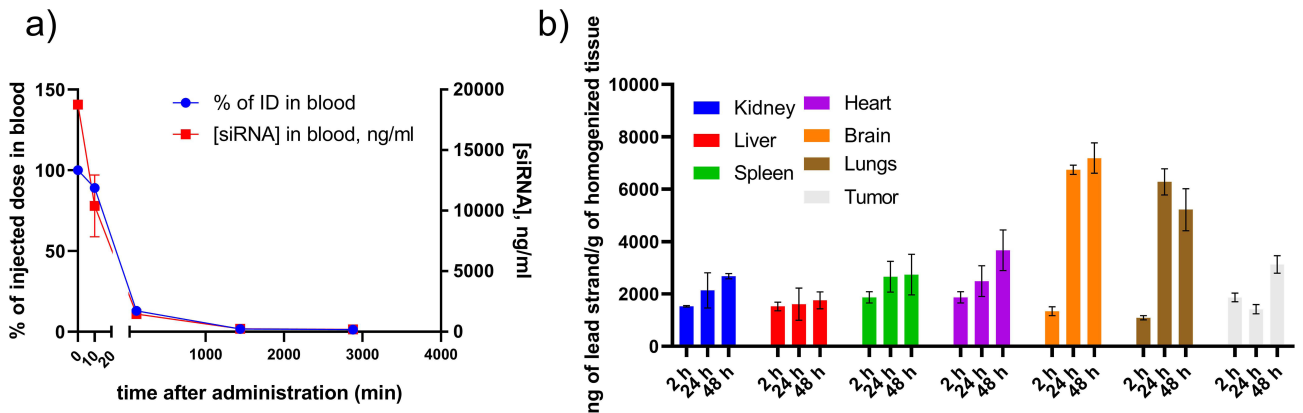 a)
% of injected dose in blood
150
100
50
0
% of ID in blood
[siRNA] in blood, ng/ml
20000
15000
10000
5000
0
[siRNA], ng/ml
0
10
20
1000
2000
3000
4000
time after administration (min)
b)
ng of lead strand/g of homogenized tissue
10000
8000
6000
4000
2000
0
Kidney
Liver
Spleen
Heart
Brain
Lungs
Tumor
2 h
24 h
48 h
2 h
24 h
48 h
2 h
24 h
48 h
2 h
24 h
48 h
2 h
24 h
48 h
2 h
24 h
48 h
2 h
24 h
48 h